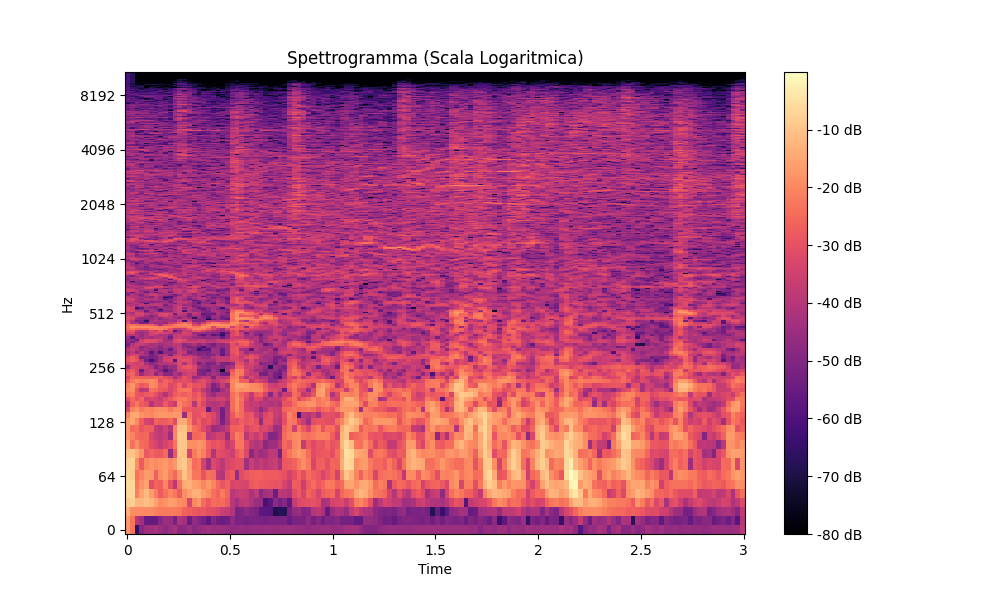 Spettrogramma (Scala Logaritmica)
8192
4096
2048
1024
512
256
128
64
0
Hz
0
0.5
1
1.5
2
2.5
3
Time
-10 dB
-20 dB
-30 dB
-40 dB
-50 dB
-60 dB
-70 dB
-80 dB